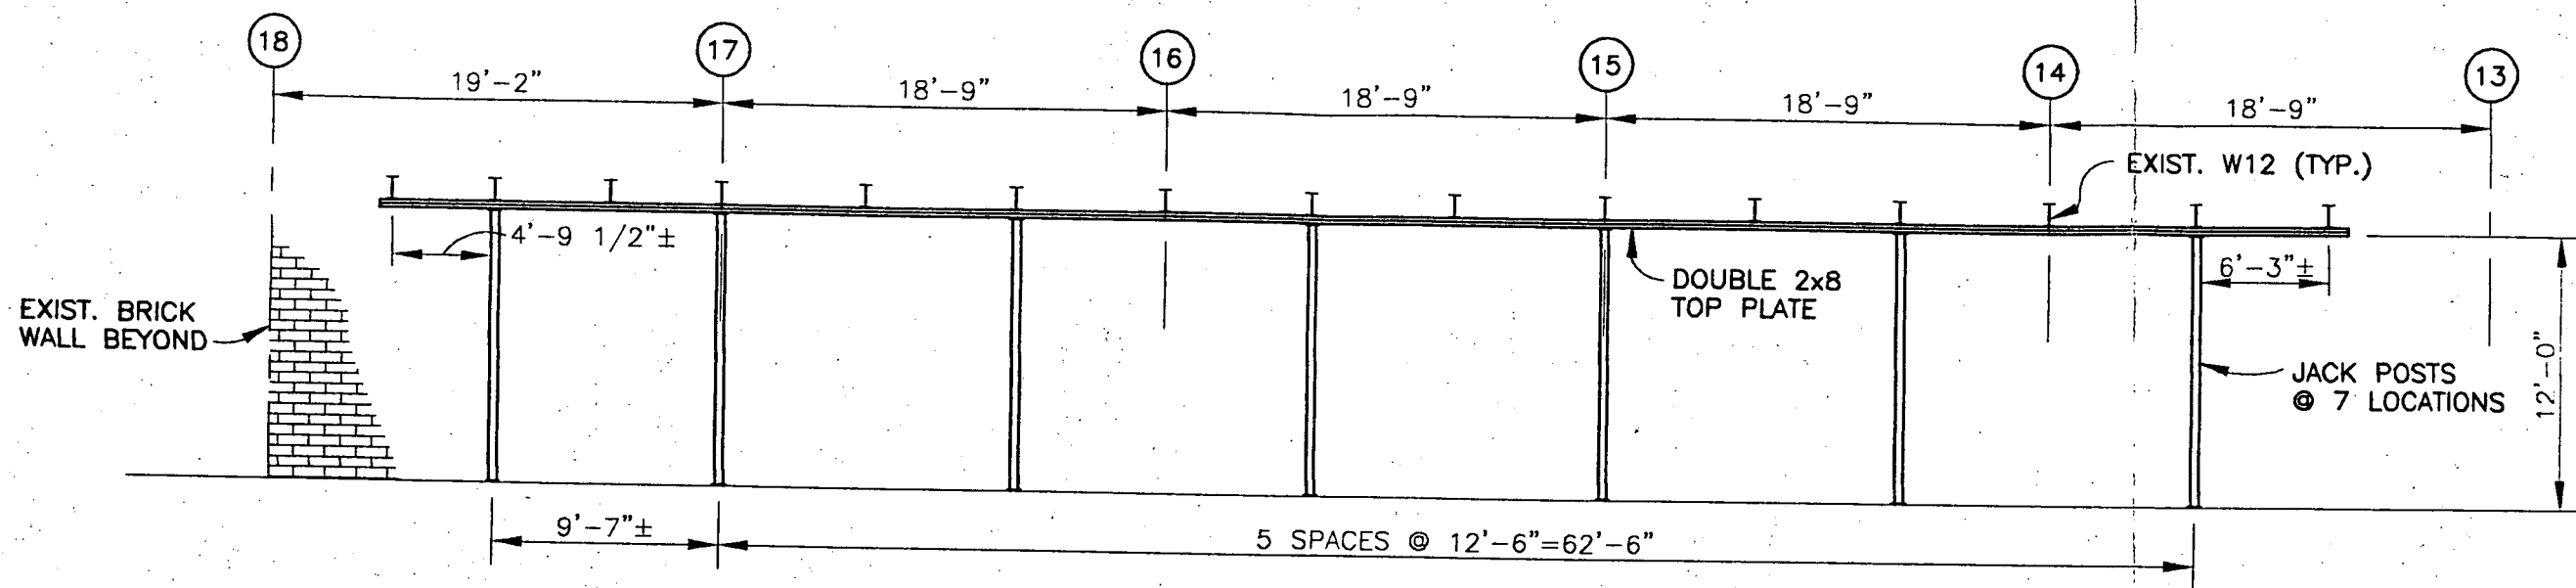 18
17
16
15
14
13
19'-2"
18'-9"
18'-9"
18'-9"
18'-9"
EXIST. W12 (TYP.)
4'-9 1/2"±
6'-3"±
DOUBLE 2x8
TOP PLATE
EXIST. BRICK
WALL BEYOND
JACK POSTS
@ 7 LOCATIONS
12'-0"
9'-7"±
5 SPACES @ 12'-6"=62'-6"